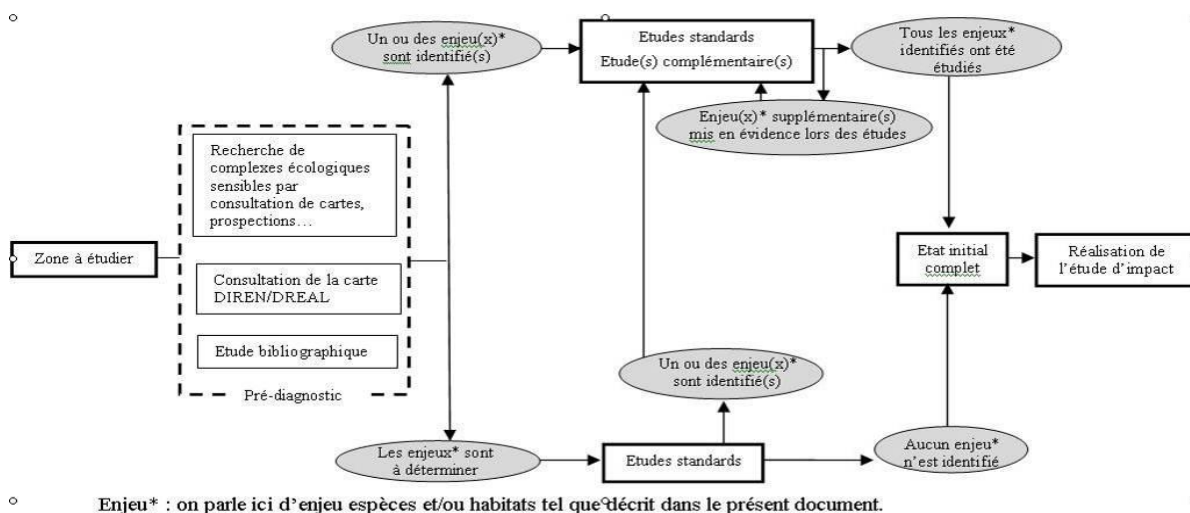 Un ou des enjeu(x)*
sont identifié(s)
Etudes standards
Etude(s) complémentaire(s)
Tous les enjeux*
identifiés ont été
étudiés
Enjeu(x)* supplémentaire(s)
mis en évidence lors des études
Recherche de
complexes écologiques
sensibles par
consultation de cartes,
prospections…
Zone à étudier
Consultation de la carte
DIREN/DREAL
Etude bibliographique
Pré-diagnostic
Etat initial
complet
Réalisation de
l'étude d'impact
Un ou des enjeu(x)*
sont identifié(s)
Les enjeux* sont
à déterminer
Etudes standards
Aucun enjeu*
n'est identifié
Enjeu* : on parle ici d'enjeu espèces et/ou habitats tel que décrit dans le présent document.